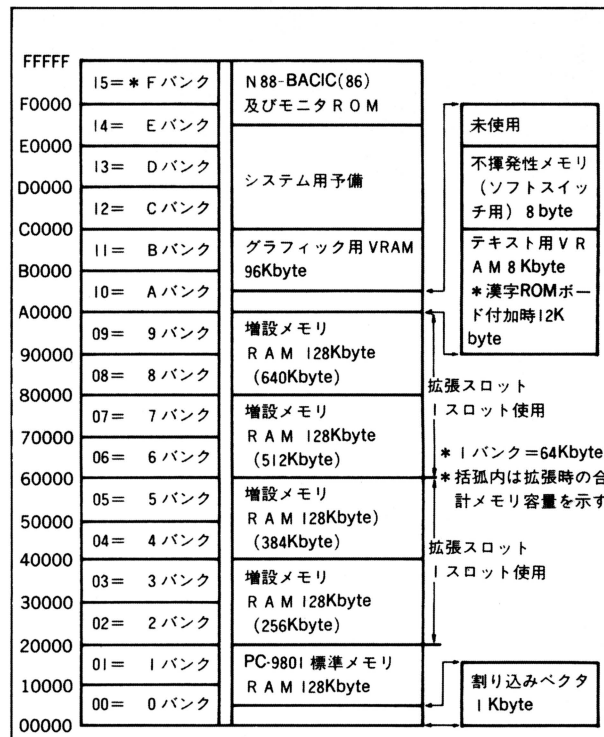 FFFFF
15=*Fバンク
F0000
14= Eバンク
E0000
13= Dバンク
D0000
12= Cバンク
C0000
11= Bバンク
B0000
10= Aバンク
A0000
09= 9バンク
90000
08= 8バンク
80000
07= 7バンク
70000
06= 6バンク
60000
05= 5バンク
50000
04= 4バンク
40000
03= 3バンク
30000
02= 2バンク
20000
01= 1バンク
10000
00= 0バンク
00000
N88-BACIC(86)
及びモニタROM
システム用予備
グラフィック用VRAM
96Kbyte
増設メモリ
RAM 128Kbyte
(640Kbyte)
増設メモリ
RAM 128Kbyte
(512Kbyte)
増設メモリ
RAM 128Kbyte)
(384Kbyte)
増設メモリ
RAM 128Kbyte
(256Kbyte)
PC-9801標準メモリ
RAM 128Kbyte
未使用
不揮発性メモリ
(ソフトスイッ
チ用) 8byte
テキスト用VR
AM 8Kbyte
*漢字ROMボー
ド付加時12K
byte
拡張スロット
1スロット使用
*1バンク=64Kbyte
*括孤内は拡張時の合
計メモリ容量を示す
拡張スロット
1スロット使用
割り込みベクタ
1Kbyte